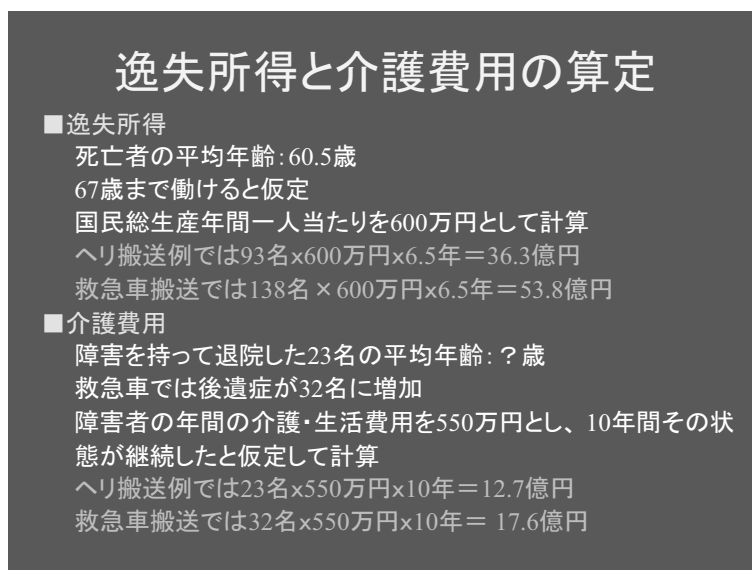 逸失所得と介護費用の算定
■逸失所得
死亡者の平均年齢：60.5歳
67歳まで働けると仮定
国民総生産年間一人当たりを600万円として計算
ヘリ搬送例では93名x600万円x6.5年＝36.3億円
救急車搬送では138名×600万円x6.5年＝53.8億円
■介護費用
障害を持って退院した23名の平均年齢：？歳
救急車では後遺症が32名に増加
障害者の年間の介護・生活費用を550万円とし、10年間その状
態が継続したと仮定して計算
ヘリ搬送例では23名x550万円x10年＝12.7億円
救急車搬送では32名x550万円x10年＝ 17.6億円